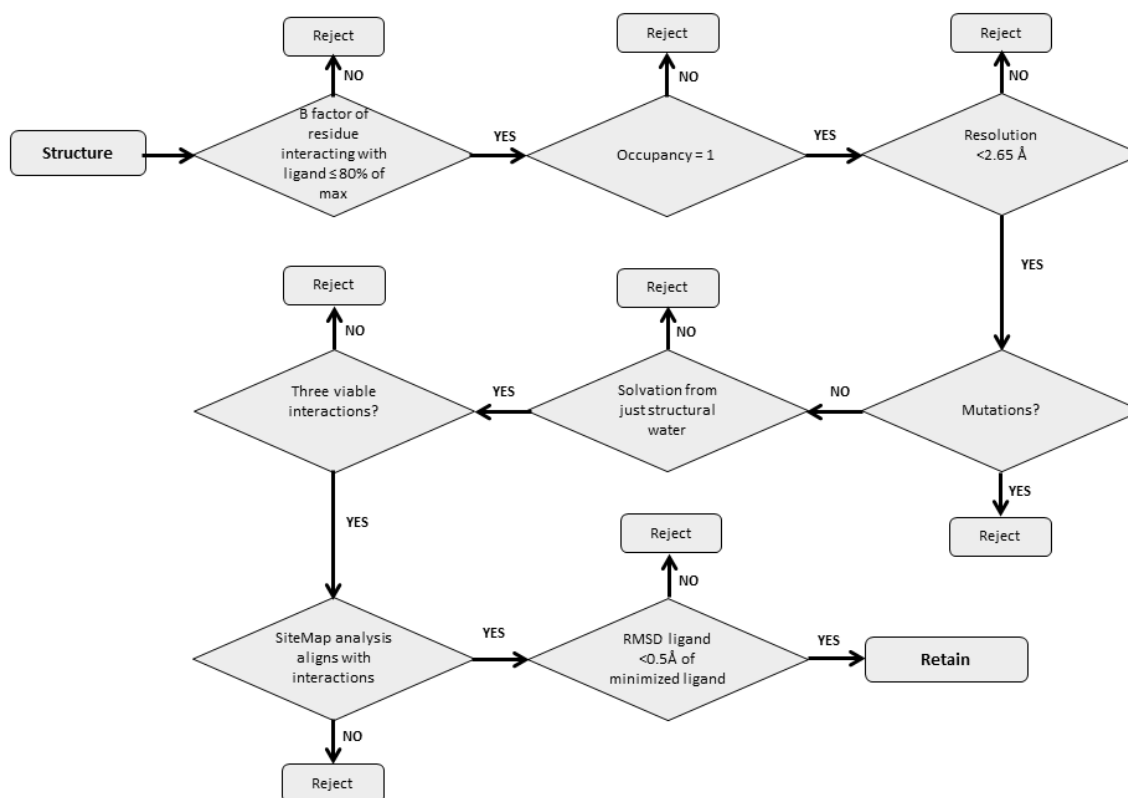 Reject
Reject
Reject
NO
NO
NO
Structure
B factor of
residue
interacting with
ligand ≤80% of
max
YES
Occupancy = 1
YES
Resolution
<2.65 Å
YES
Reject
Reject
NO
NO
Three viable
interactions?
YES
Solvation from
just structural
water
NO
Mutations?
YES
YES
Reject
Reject
NO
SiteMap analysis
aligns with
interactions
YES
RMSD ligand
<0.5Å of
minimized ligand
YES
Retain
NO
Reject